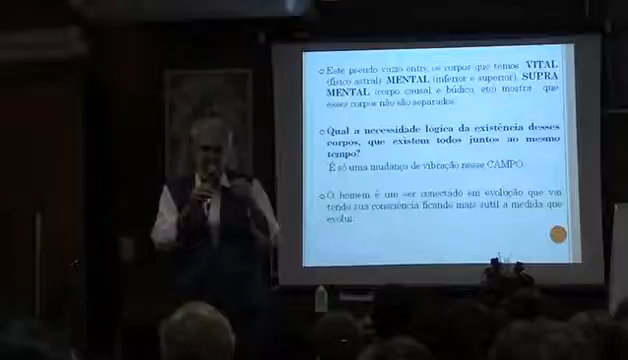 Este pseudo vazio entre os corpos que temos: VITAL
(físico astral), MENTAL (inferior e superior), SUPRA
MENTAL (corpo causal e búdico, etc) mostra que
esses corpos não são separados.
Qual a necessidade lógica da existência desses
corpos, que existem todos juntos ao mesmo
tempo?
É só uma mudança de vibração nesse CAMPO.
O homem é um ser conectado em evolução que vai
tendo sua consciência ficando mais sutil a medida que
evolui.